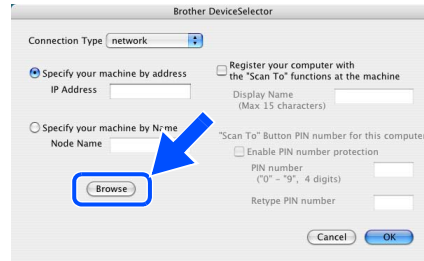 Brother DeviceSelector
Connection Type network
Specify your machine by address
IP Address
Specify your machine by Name
Node Name
Browse
Register your computer with
the "Scan To" functions at the machine
Display Name
(Max 15 characters)
"Scan To" Button PIN number for this computer
Enable PIN number protection
PIN number
("0" – "9", 4 digits)
Retype PIN number
Cancel OK